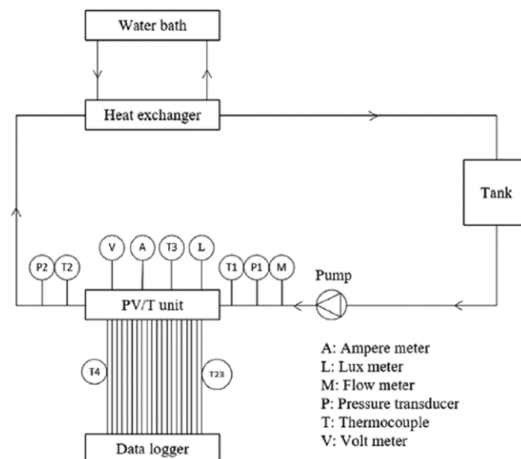 Water bath
Heat exchanger
Tank
P2
T2
V
A
T3
L
T1
P1
M
Pump
PV/T unit
T4
T23
Data logger
A: Ampere meter
L: Lux meter
M: Flow meter
P: Pressure transducer
T: Thermocouple
V: Volt meter